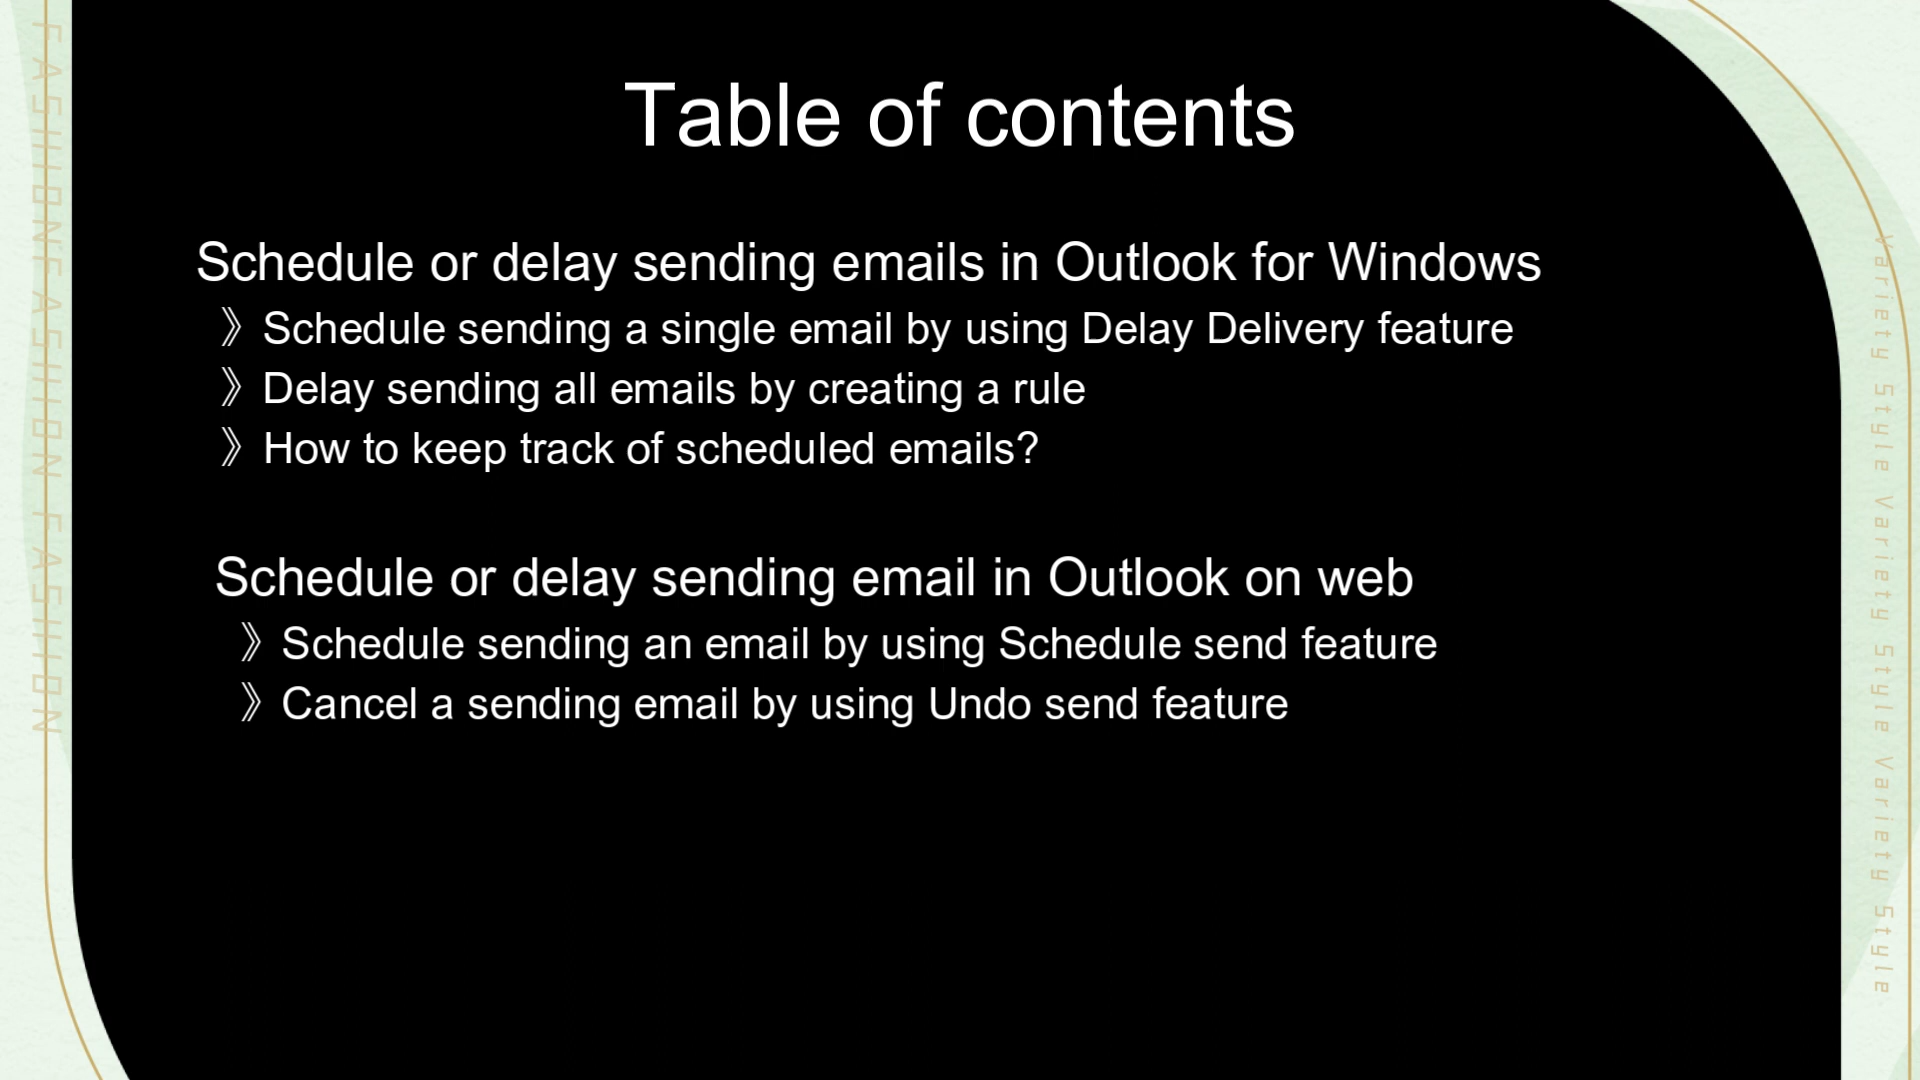 Table of contents
Schedule or delay sending emails in Outlook for Windows
》Schedule sending a single email by using Delay Delivery feature
》Delay sending all emails by creating a rule
》How to keep track of scheduled emails?
Schedule or delay sending email in Outlook on web
》Schedule sending an email by using Schedule send feature
》Cancel a sending email by using Undo send feature
FASHIONFASHION FASHION
Variety Style Variety Style Variety Style